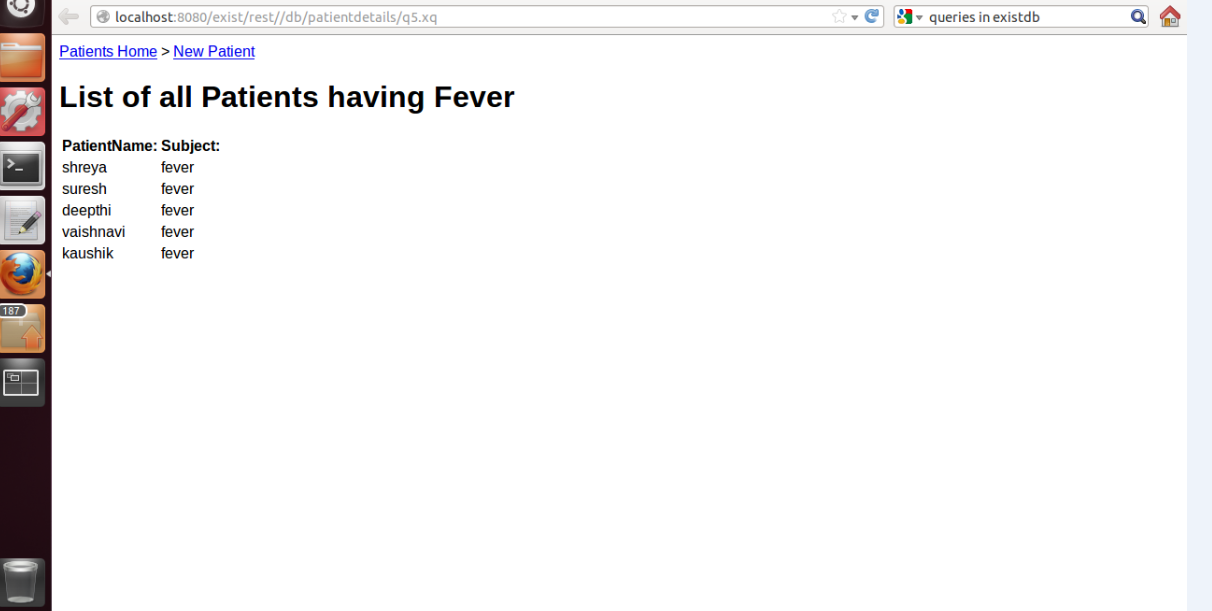 localhost:8080/exist/rest//db/patientdetails/q5.xq
queries in existdb
Patients Home > New Patient
List of all Patients having Fever
PatientName: Subject:
shreya fever
suresh fever
deepthi fever
vaishnavi fever
kaushik fever
>_
187